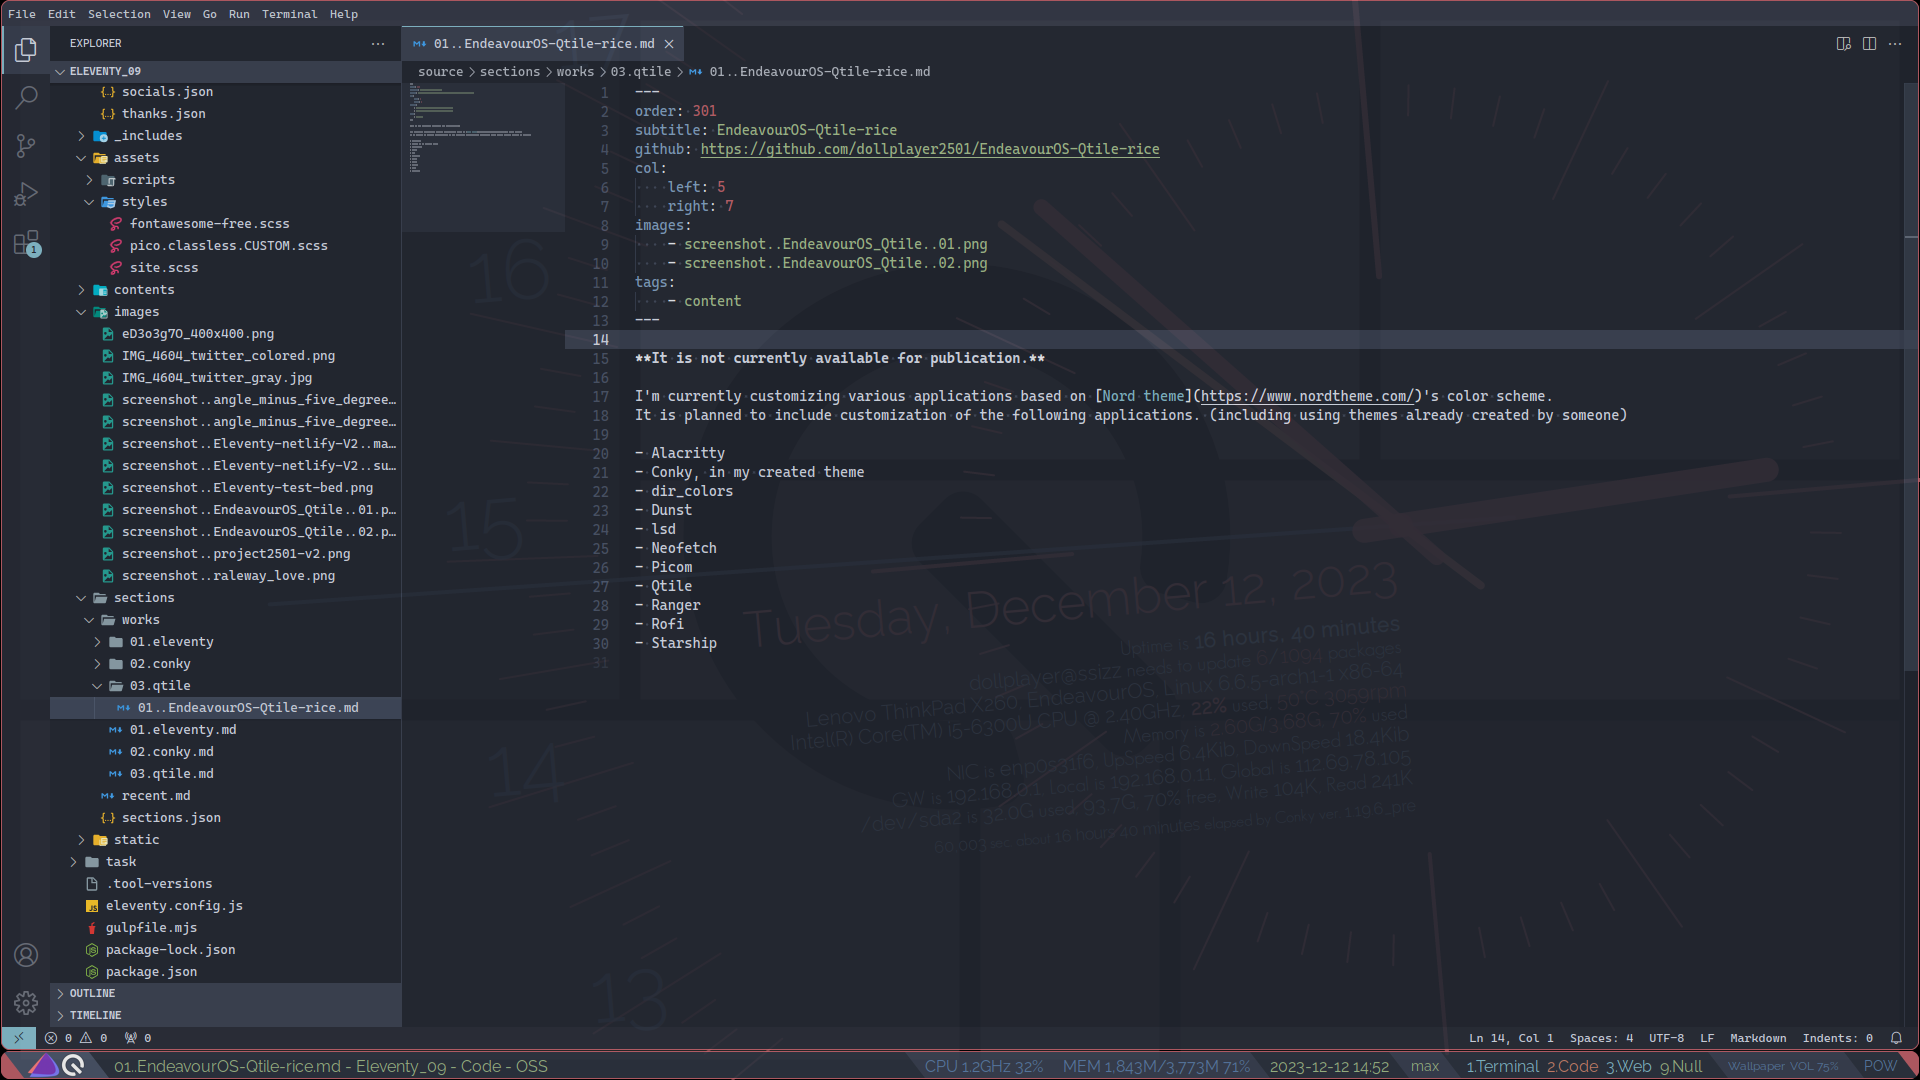 File Edit Selection View Go Run Terminal Help
EXPLORER
ELEVENTY_09
socials.json
thanks.json
_includes
assets
scripts
styles
fontawesome-free.scss
pico.classless.CUSTOM.scss
site.scss
contents
images
eD3o3g7O_400x400.png
IMG_4604_twitter_colored.png
IMG_4604_twitter_gray.jpg
screenshot..angle_minus_five_degree…
screenshot..angle_minus_five_degree…
screenshot..Eleventy-netlify-V2..ma…
screenshot..Eleventy-netlify-V2..su…
screenshot..Eleventy-test-bed.png
screenshot..EndeavourOS_Qtile..01.p…
screenshot..EndeavourOS_Qtile..02.p…
screenshot..project2501-v2.png
screenshot..raleway_love.png
sections
works
01.eleventy
02.conky
03.qtile
01..EndeavourOS-Qtile-rice.md
01.eleventy.md
02.conky.md
03.qtile.md
recent.md
sections.json
static
task
.tool-versions
eleventy.config.js
gulpfile.mjs
package-lock.json
package.json
OUTLINE
TIMELINE
1
01..EndeavourOS-Qtile-rice.md
source > sections > works > 03.qtile > 01..EndeavourOS-Qtile-rice.md
1 ---
2 order: 301
3 subtitle: EndeavourOS-Qtile-rice
4 github: https://github.com/dollplayer2501/EndeavourOS-Qtile-rice
5 col:
6 left: 5
7 right: 7
8 images:
9 - screenshot..EndeavourOS_Qtile..01.png
10 - screenshot..EndeavourOS_Qtile..02.png
11 tags:
12 - content
13 ---
14
15 **It is not currently available for publication.**
16
17 I'm currently customizing various applications based on [Nord theme](https://www.nordtheme.com/)'s color scheme.
18 It is planned to include customization of the following applications. (including using themes already created by someone)
19
20 - Alacritty
21 - Conky, in my created theme
22 - dir_colors
23 - Dunst
24 - lsd
25 - Neofetch
26 - Picom
27 - Qtile
28 - Ranger
29 - Rofi
30 - Starship
31
17
16
15
14
13
Tuesday, December 12, 2023
Uptime is 16 hours, 40 minutes
dollplayer@ssizz needs to update 6/1094 packages
Lenovo ThinkPad X260, EndeavourOS, Linux 6.6.5-arch1-1 x86-64
Intel(R) Core(TM) i5-6300U CPU @ 2.40GHz, 22% used, 50°C 3059rpm
Memory is 2.60G/3.68G, 70% used
NIC is enp0s31f6, UpSpeed 6.4Kib, DownSpeed 18.4Kib
GW is 192.168.0.1, Local is 192.168.0.11, Global is 112.69.78.105
/dev/sda2 is 32.0G used, 93.7G, 70% free, Write 104K, Read 241K
60,003 sec about 16 hours/40 minutes elapsed by Conky ver. 1.19.6_pre
0 0 0
Ln 14, Col 1 Spaces: 4 UTF-8 LF Markdown Indents: 0
01..EndeavourOS-Qtile-rice.md - Eleventy_09 - Code - OSS
CPU 1.2GHz 32% MEM 1,843M/3,773M 71% 2023-12-12 14:52 max 1.Terminal 2.Code 3.Web 9.Null Wallpaper VOL 75% POW